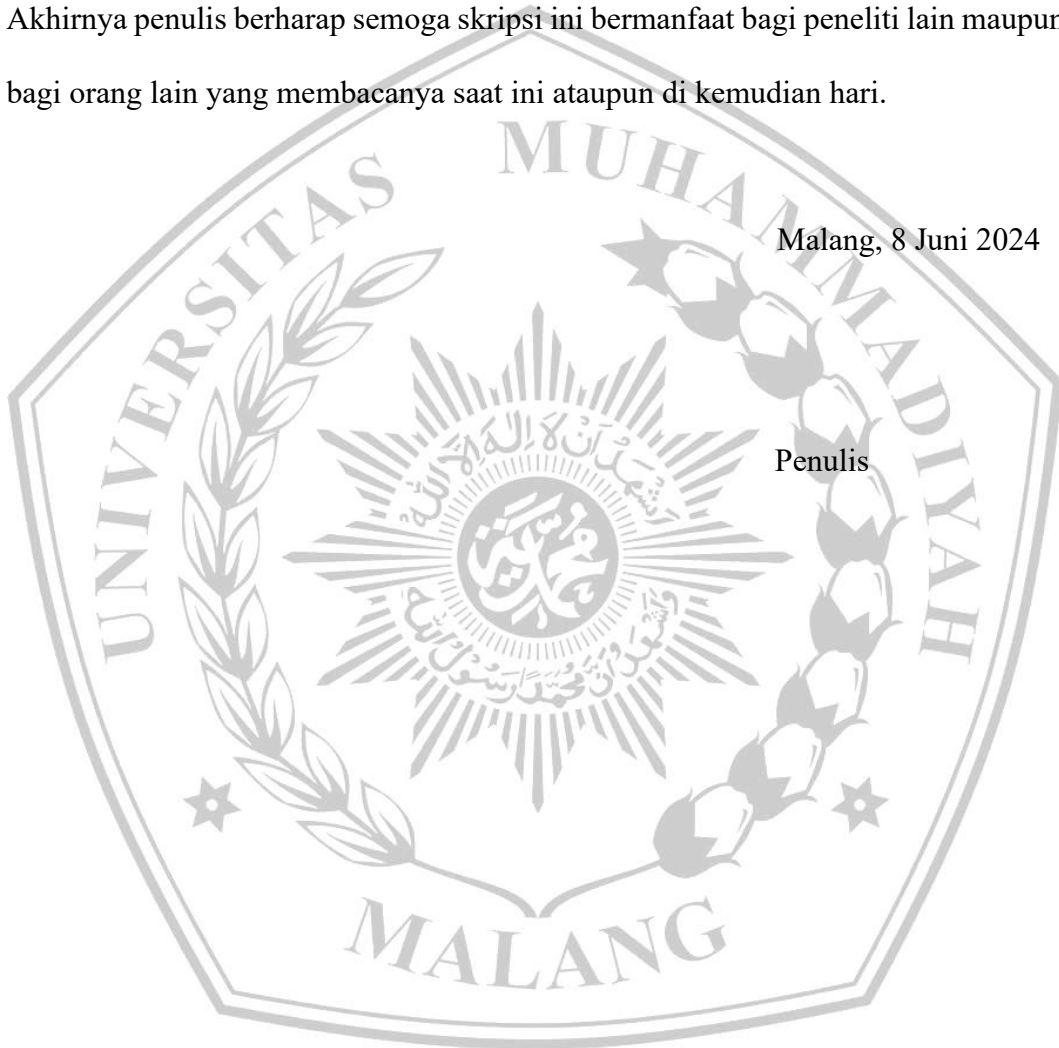 Akhirnya penulis berharap semoga skripsi ini bermanfaat bagi peneliti lain maupun
bagi orang lain yang membacanya saat ini ataupun di kemudian hari.
Malang, 8 Juni 2024
Penulis
UNIVERSITAS MUHAMMADIYAH
MALANG